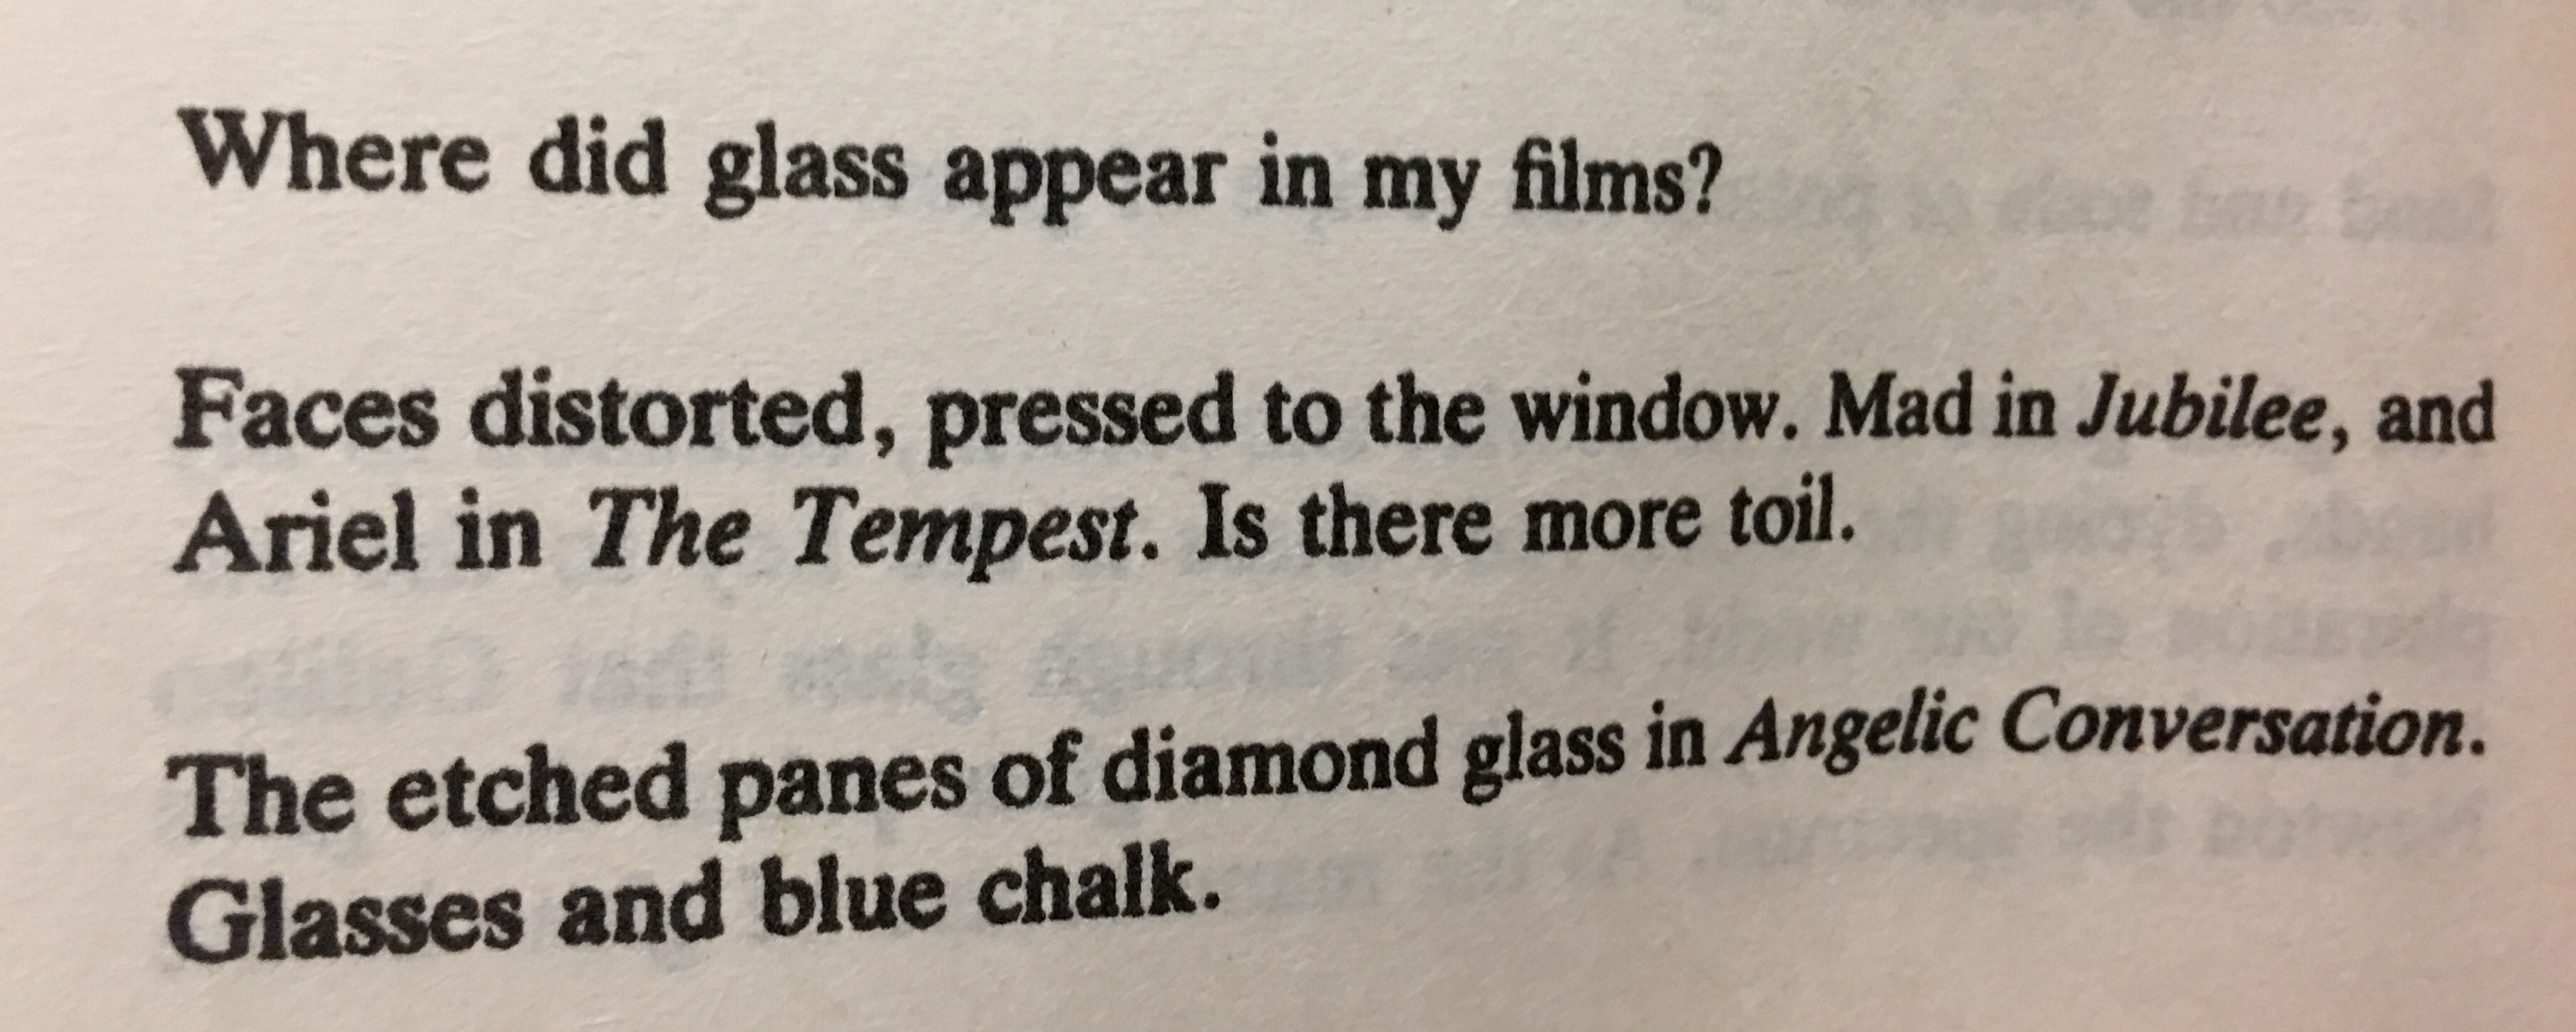 Where did glass appear in my films?
Faces distorted, pressed to the window. Mad in Jubilee, and
Ariel in The Tempest. Is there more toil.
The etched panes of diamond glass in Angelic Conversation.
Glasses and blue chalk.